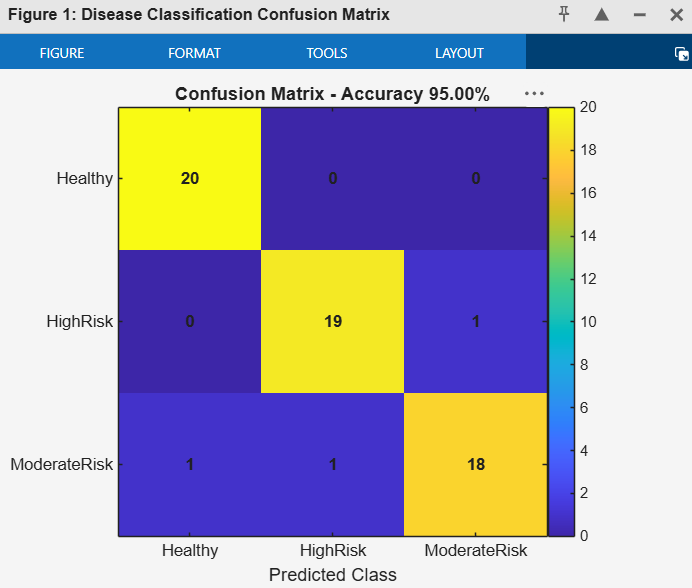 Figure 1: Disease Classification Confusion Matrix
FIGURE FORMAT TOOLS LAYOUT
Confusion Matrix - Accuracy 95.00%
Healthy 20 0 0
HighRisk 0 19 1
ModerateRisk 1 1 18
Healthy HighRisk ModerateRisk
Predicted Class
20
18
16
14
12
10
8
6
4
2
0